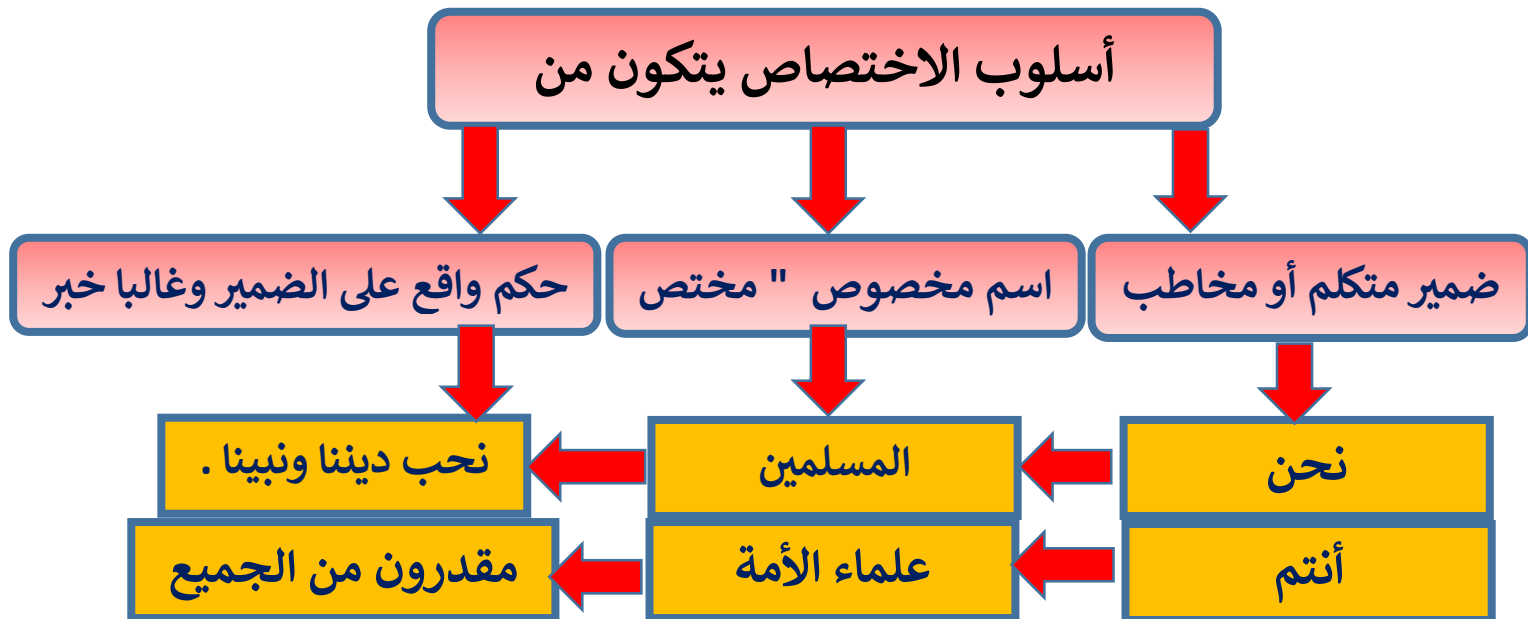 أسلوب الاختصاص يتكون من
ضمير متكلم أو مخاطب
اسم مخصوص " مختص
حكم واقع على الضمير وغالبا خبر
نحن
المسلمين
نحب ديننا ونبينا .
أنتم
علماء الأمة
مقدرون من الجميع